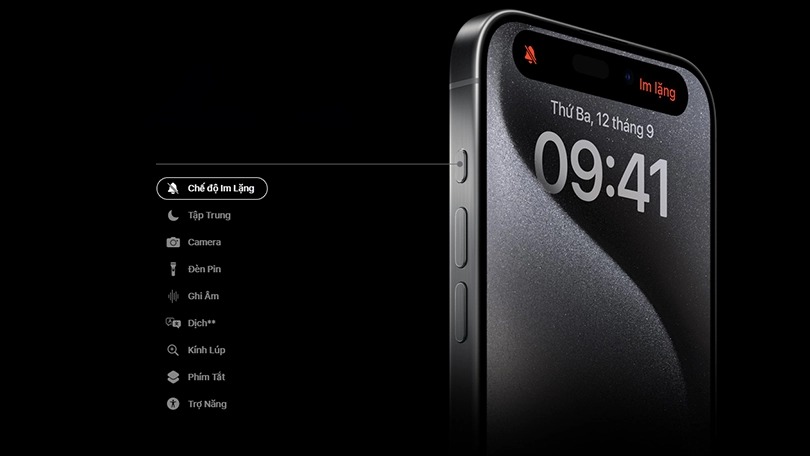 Im lặng
Thứ Ba, 12 tháng 9
09:41
Chế độ Im Lặng
Tập Trung
Camera
Đèn Pin
Ghi Âm
Dịch**
Kính Lúp
Phím Tắt
Trợ Năng